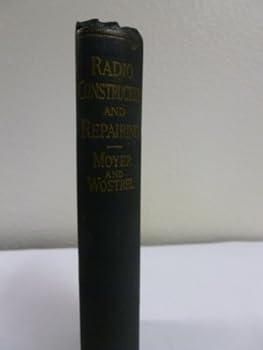 RADIO
CONSTRUCTION
AND
REPAIRING
MOYER
AND
WOSTREL